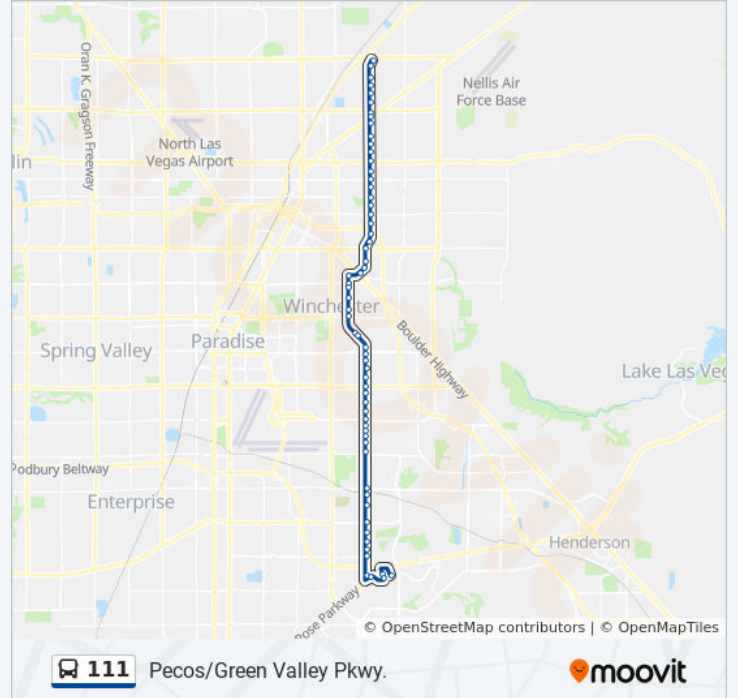 Oran K. Gragson Freeway
Nellis Air
Force Base
North Las
Vegas Airport
lin
Winchester
Boulder Highway
Paradise
Spring Valley
Lake Las Veg
Podbury Beltway
Enterprise
Henderson
Rose Parkway
© OpenStreetMap contributors | © OpenMapTiles
111 Pecos/Green Valley Pkwy.
moovit